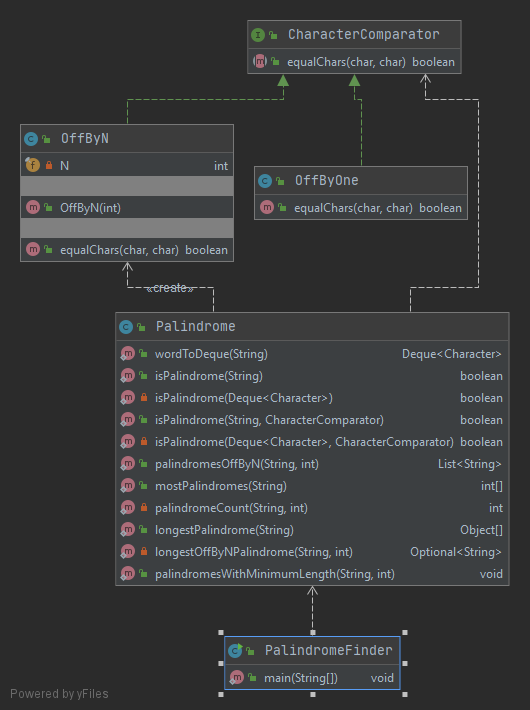 CharacterComparator
equalChars(char, char) boolean
OffByN
N int
OffByN(int)
equalChars(char, char) boolean
OffByOne
equalChars(char, char) boolean
«create»
Palindrome
wordToDeque(String) Deque<Character>
isPalindrome(String) boolean
isPalindrome(Deque<Character>) boolean
isPalindrome(String, CharacterComparator) boolean
isPalindrome(Deque<Character>, CharacterComparator) boolean
palindromesOffByN(String, int) List<String>
mostPalindromes(String) int[]
palindromeCount(String, int) int
longestPalindrome(String) Object[]
longestOffByNPalindrome(String, int) Optional<String>
palindromesWithMinimumLength(String, int) void
PalindromeFinder
main(String[]) void
Powered by yFiles